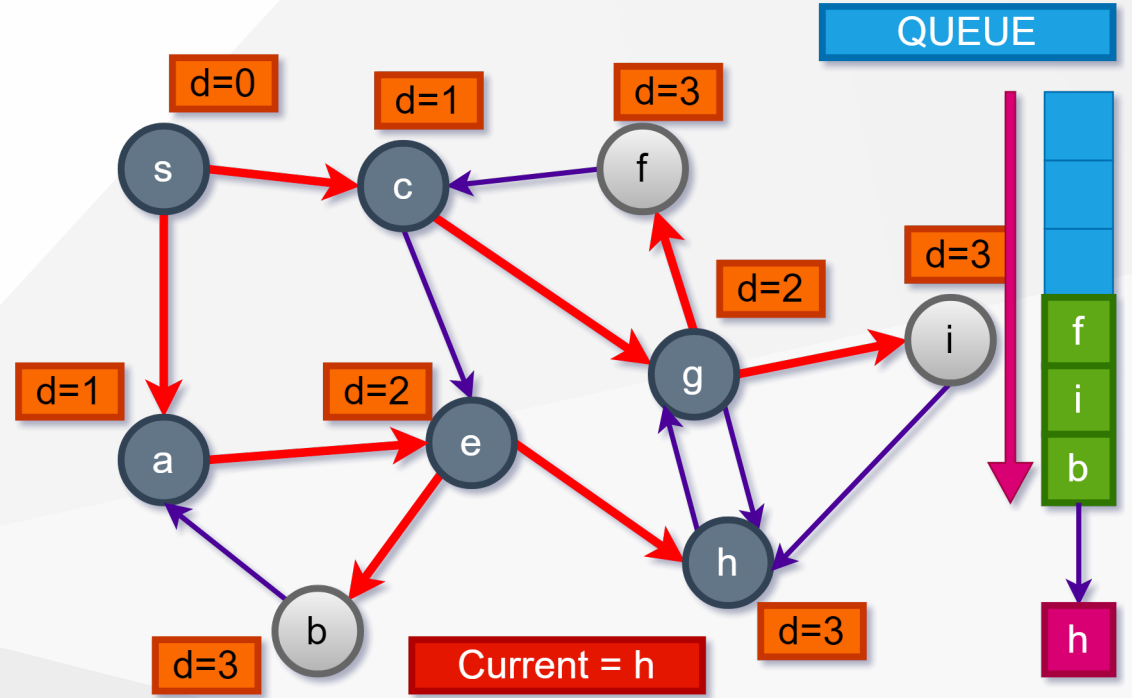 QUEUE
d=0
d=1
d=3
s
c
f
d=3
d=2
i
f
g
i
d=1
d=2
a
e
b
h
b
d=3
Current = h
d=3
h